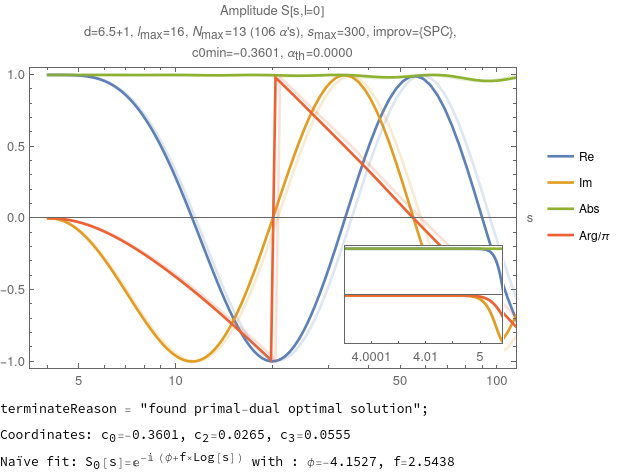 Amplitude S[s,l=0]
d=6.5+1, lmax=16, Nmax=13 (106 α's), smax=300, improv={SPC},
c0min=-0.3601, αth=0.0000
1.0
0.5
0.0
-0.5
-1.0
s
Re
Im
Abs
Arg/π
4.0001 4.01 5
5 10 50 100
terminateReason = "found primal-dual optimal solution";
Coordinates: c0=-0.3601, c2=0.0265, c3=0.0555
Naïve fit: S0[s]=e^-i (ϕ+f×Log[s]) with : ϕ=-4.1527, f=2.5438